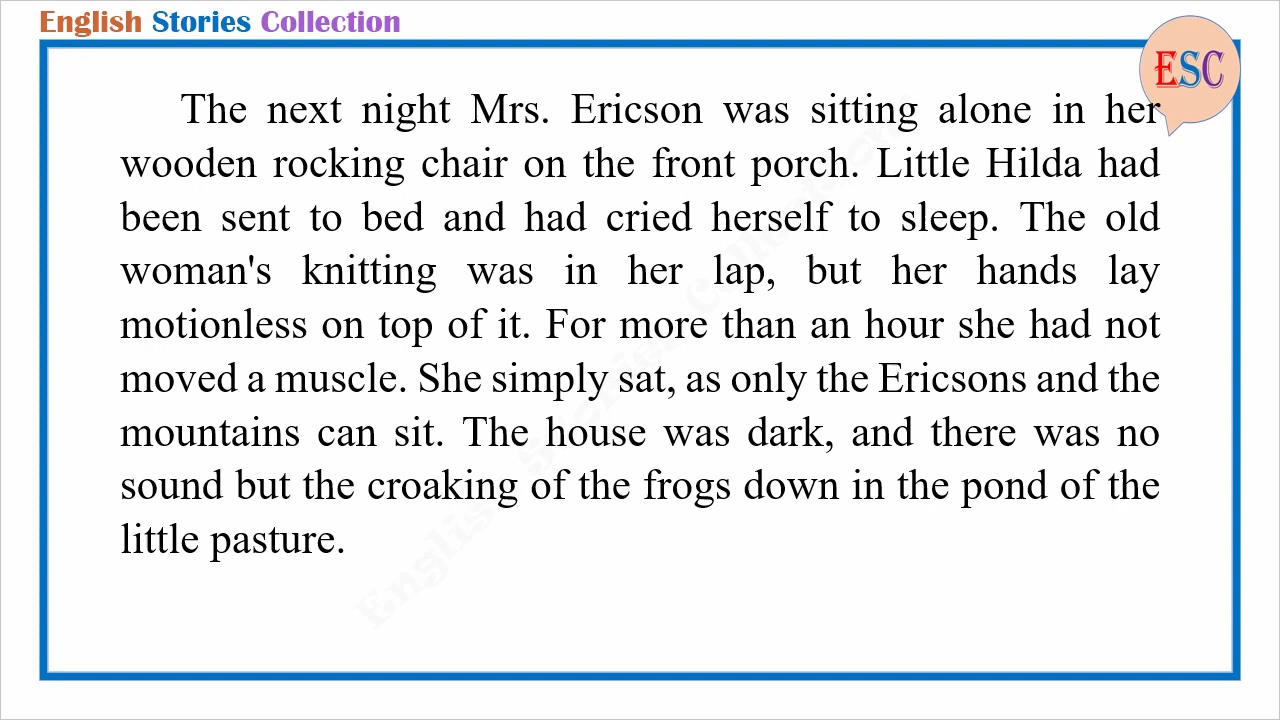 English Stories Collection
ESC
The next night Mrs. Ericson was sitting alone in her
wooden rocking chair on the front porch. Little Hilda had
been sent to bed and had cried herself to sleep. The old
woman's knitting was in her lap, but her hands lay
motionless on top of it. For more than an hour she had not
moved a muscle. She simply sat, as only the Ericsons and the
mountains can sit. The house was dark, and there was no
sound but the croaking of the frogs down in the pond of the
little pasture.